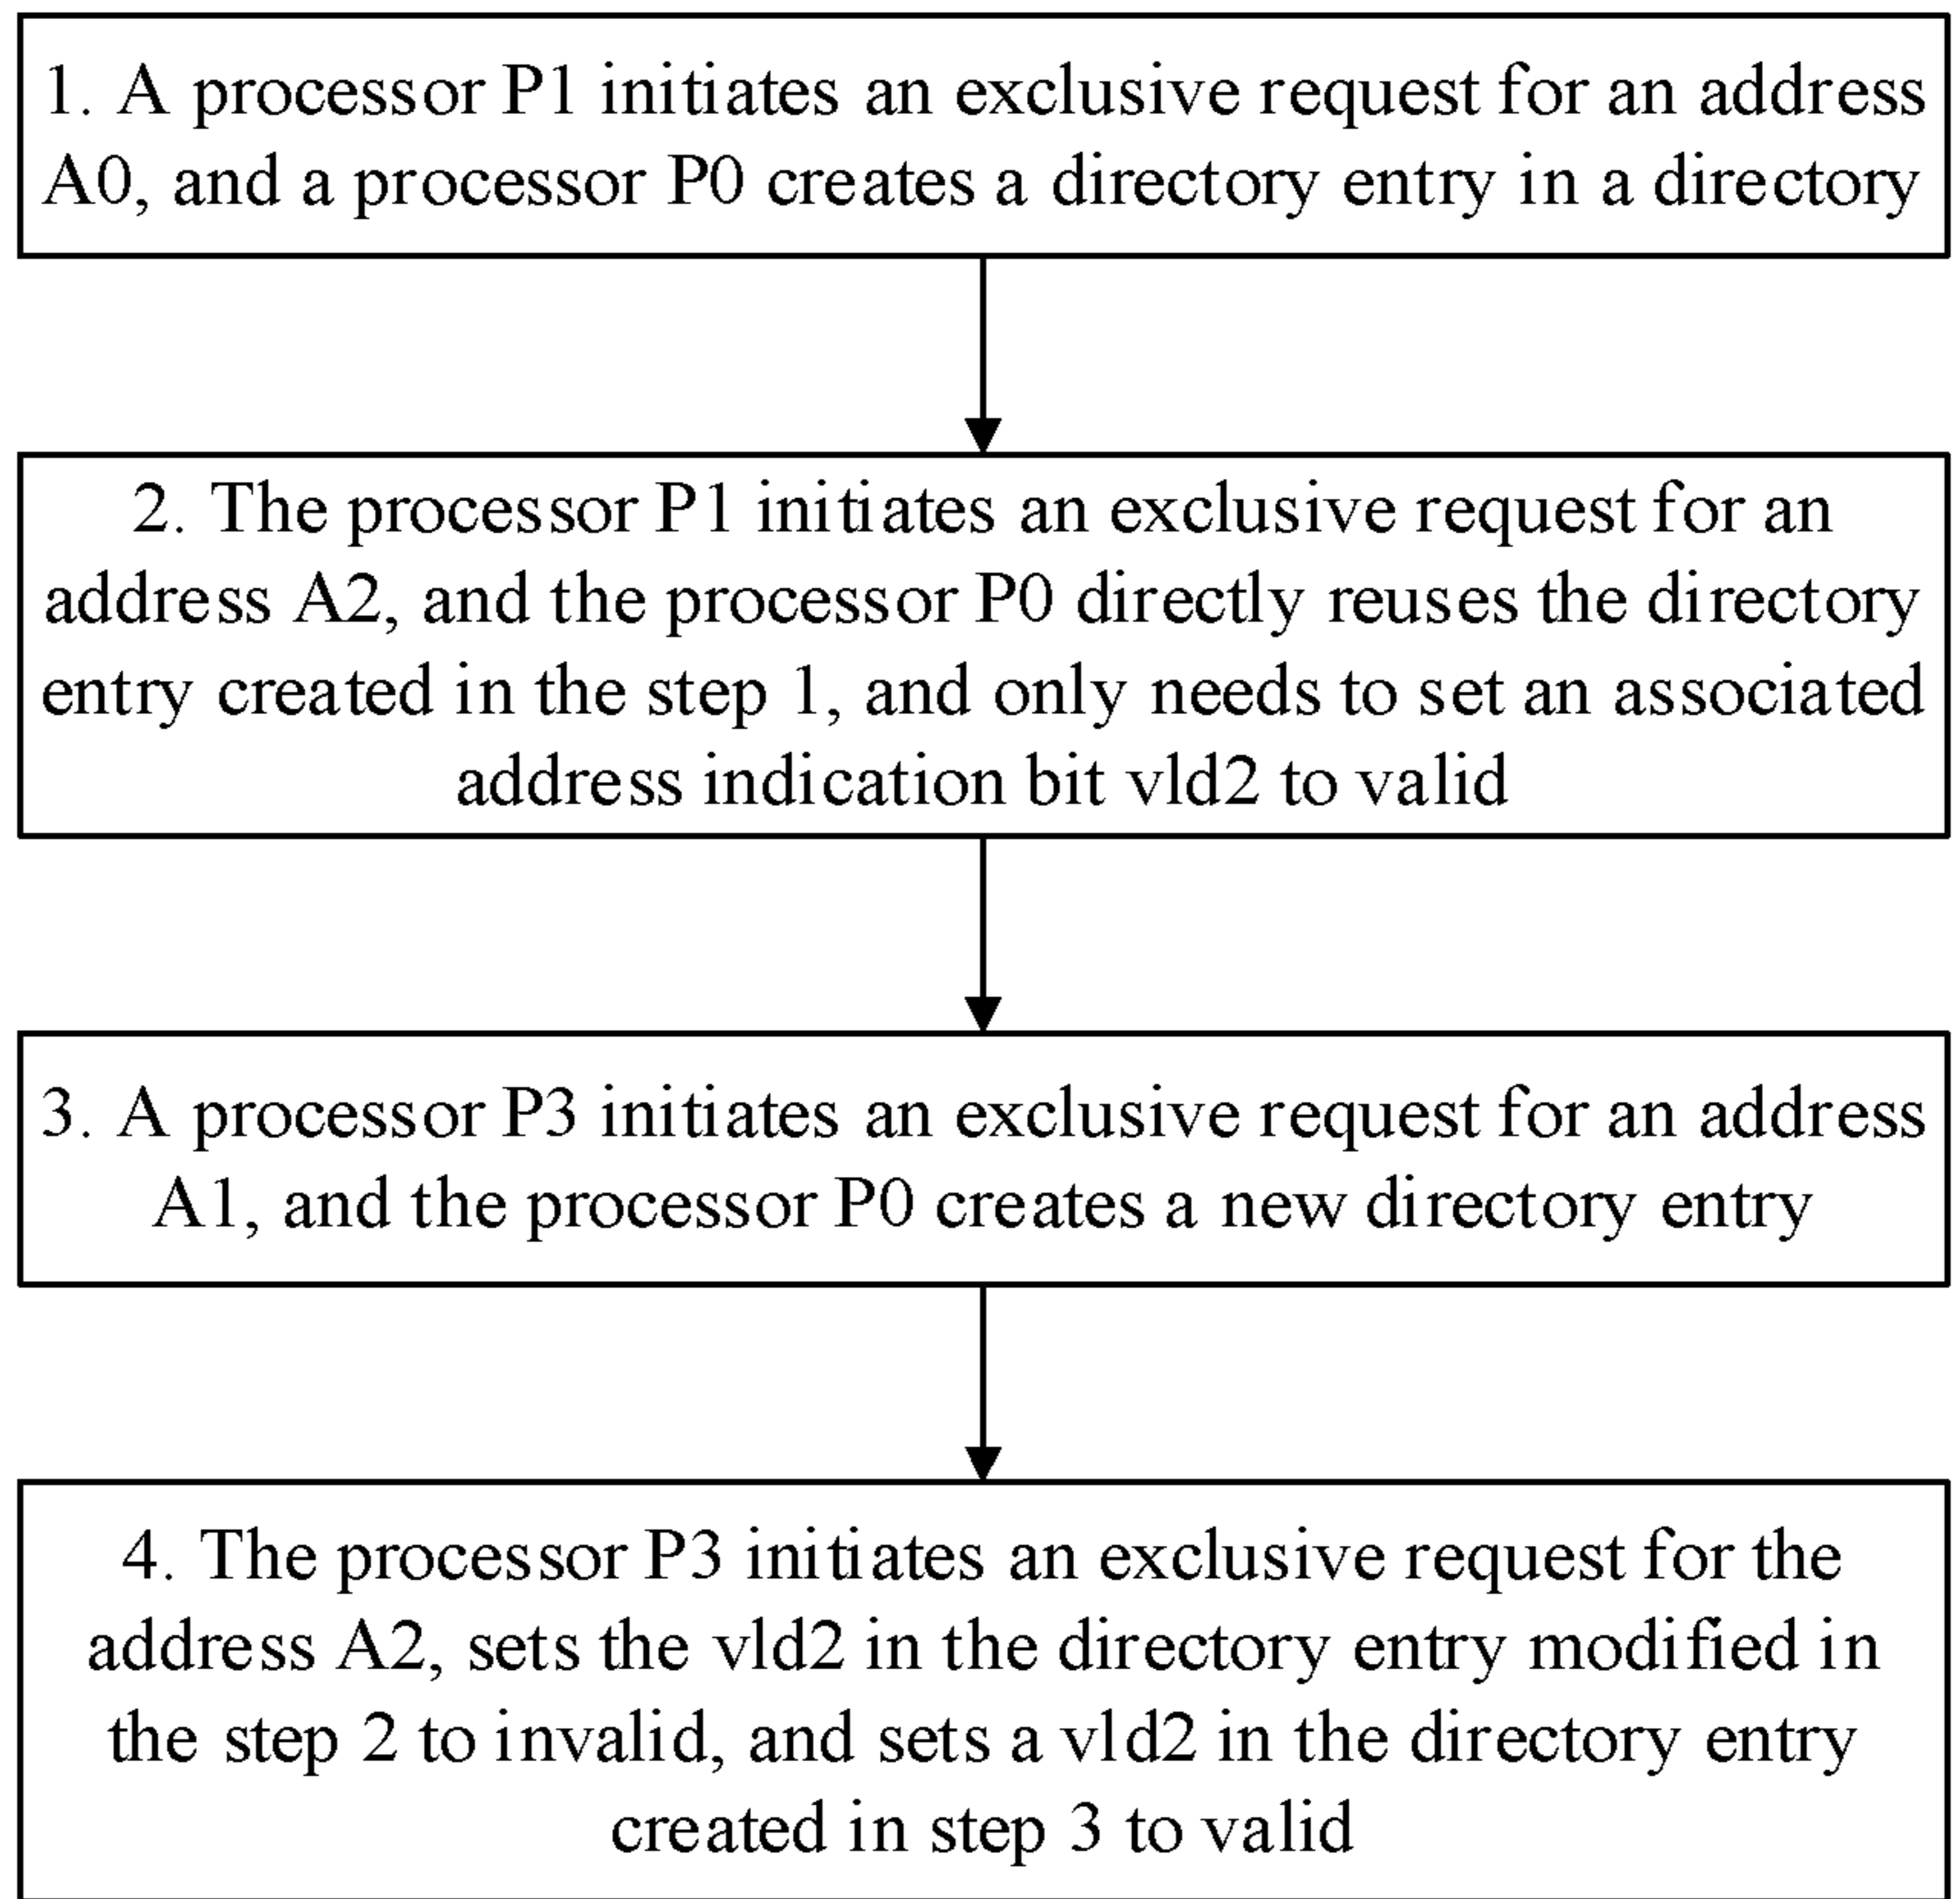 1. A processor P1 initiates an exclusive request for an address
A0, and a processor P0 creates a directory entry in a directory
2. The processor P1 initiates an exclusive request for an
address A2, and the processor P0 directly reuses the directory
entry created in the step 1, and only needs to set an associated
address indication bit vld2 to valid
3. A processor P3 initiates an exclusive request for an address
A1, and the processor P0 creates a new directory entry
4. The processor P3 initiates an exclusive request for the
address A2, sets the vld2 in the directory entry modified in
the step 2 to invalid, and sets a vld2 in the directory entry
created in step 3 to valid